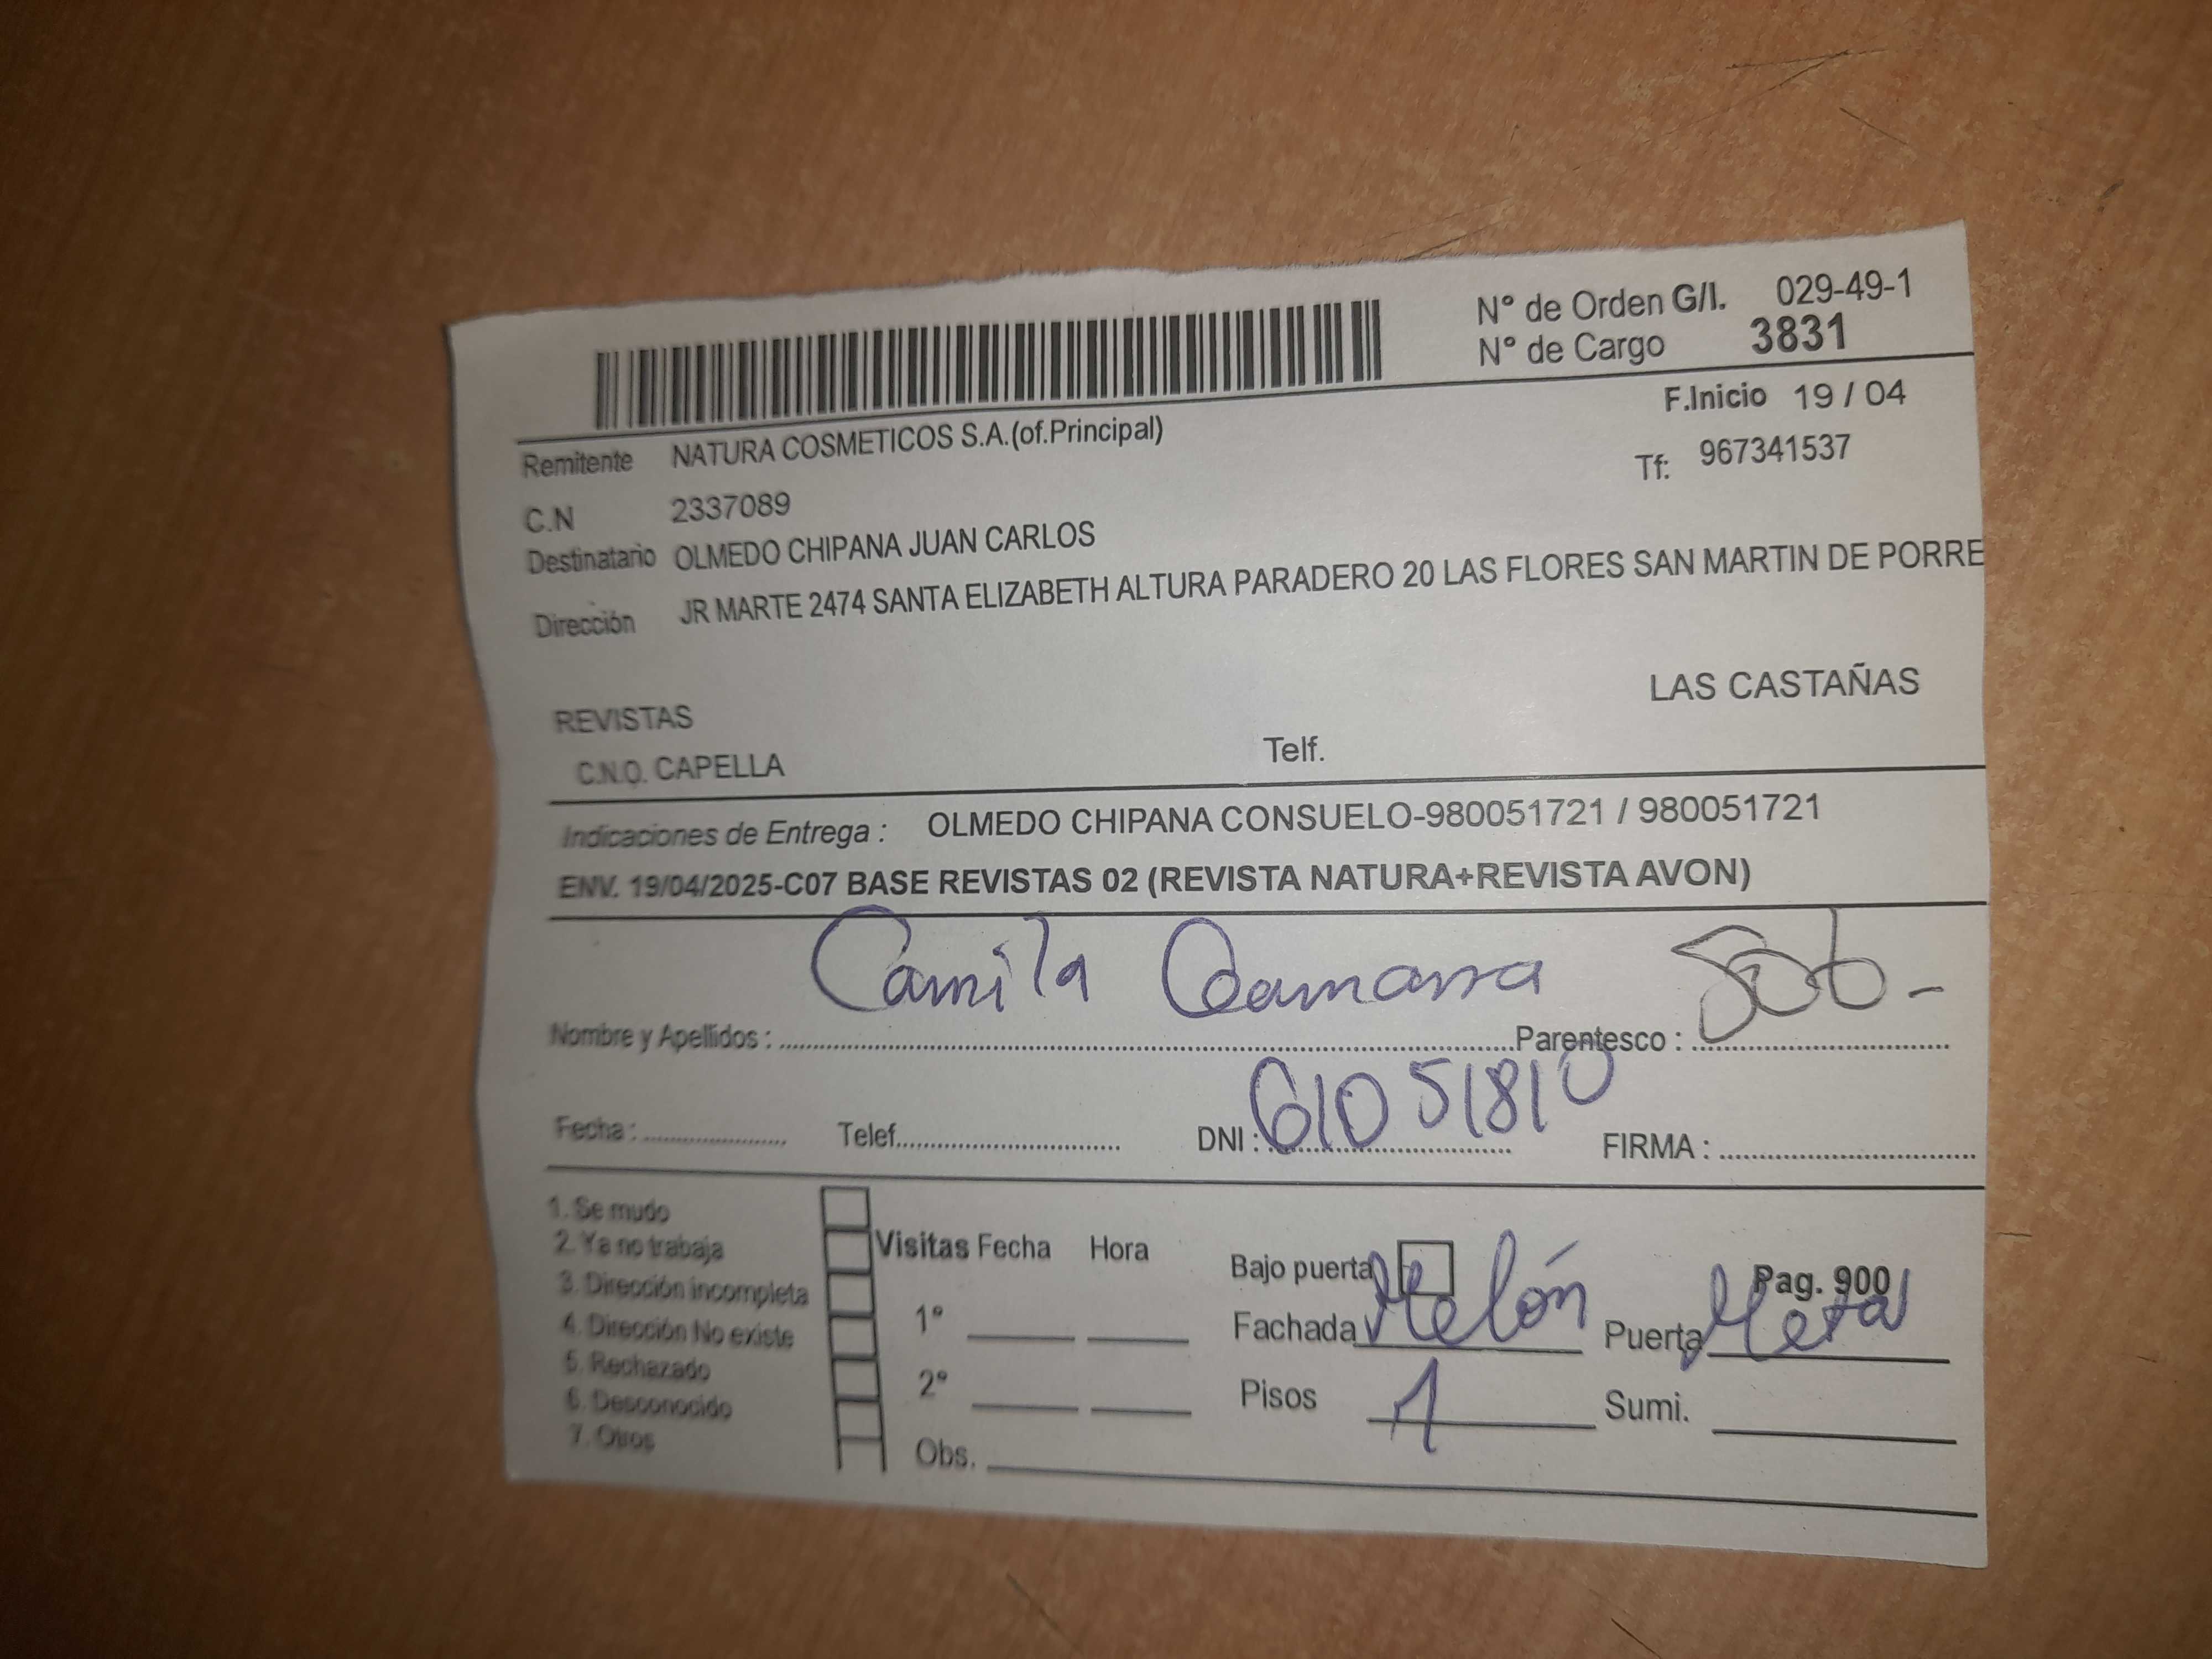 N° de Orden G/I. 029-49-1
N° de Cargo 3831
F.Inicio 19 / 04
Remitente NATURA COSMETICOS S.A.(of.Principal)
Tf: 967341537
C.N 2337089
Destinatario OLMEDO CHIPANA JUAN CARLOS
Dirección JR MARTE 2474 SANTA ELIZABETH ALTURA PARADERO 20 LAS FLORES SAN MARTIN DE PORRE
LAS CASTAÑAS
REVISTAS
C.N.O. CAPELLA Telf.
Indicaciones de Entrega : OLMEDO CHIPANA CONSUELO-980051721 / 980051721
ENV. 19/04/2025-C07 BASE REVISTAS 02 (REVISTA NATURA+REVISTA AVON)
Camila Gamarra Sob-
Nombre y Apellidos : Parentesco :
Fecha : Telef. DNI : 61051810 FIRMA :
1. Se mudo
2. Ya no trabaja
3. Dirección incompleta
4. Dirección No existe
5. Rechazado
6. Desconocido
7. Otros
Visitas Fecha Hora
1°
2°
Obs.
Bajo puerta Pag. 900
Fachada Melón Puerta Metal
Pisos 1 Sumi.